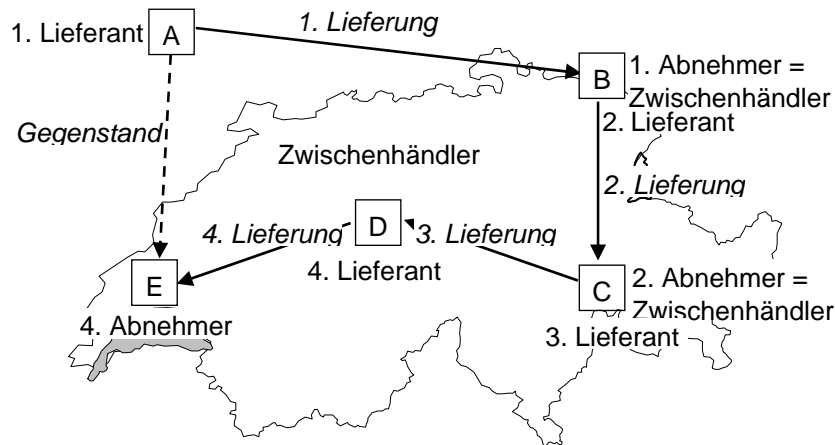 1. Lieferant
A
1. Lieferung
B
1. Abnehmer =
Zwischenhändler
2. Lieferant
Gegenstand
Zwischenhändler
2. Lieferung
4. Lieferung
D
3. Lieferung
4. Lieferant
E
C
2. Abnehmer =
Zwischenhändler
4. Abnehmer
3. Lieferant